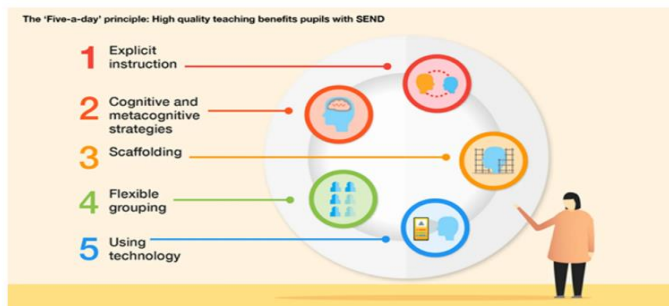 The ‘Five-a-day’ principle: High quality teaching benefits pupils with SEND
1 Explicit
instruction
2 Cognitive and
metacognitive
strategies
3 Scaffolding
4 Flexible
grouping
5 Using
technology